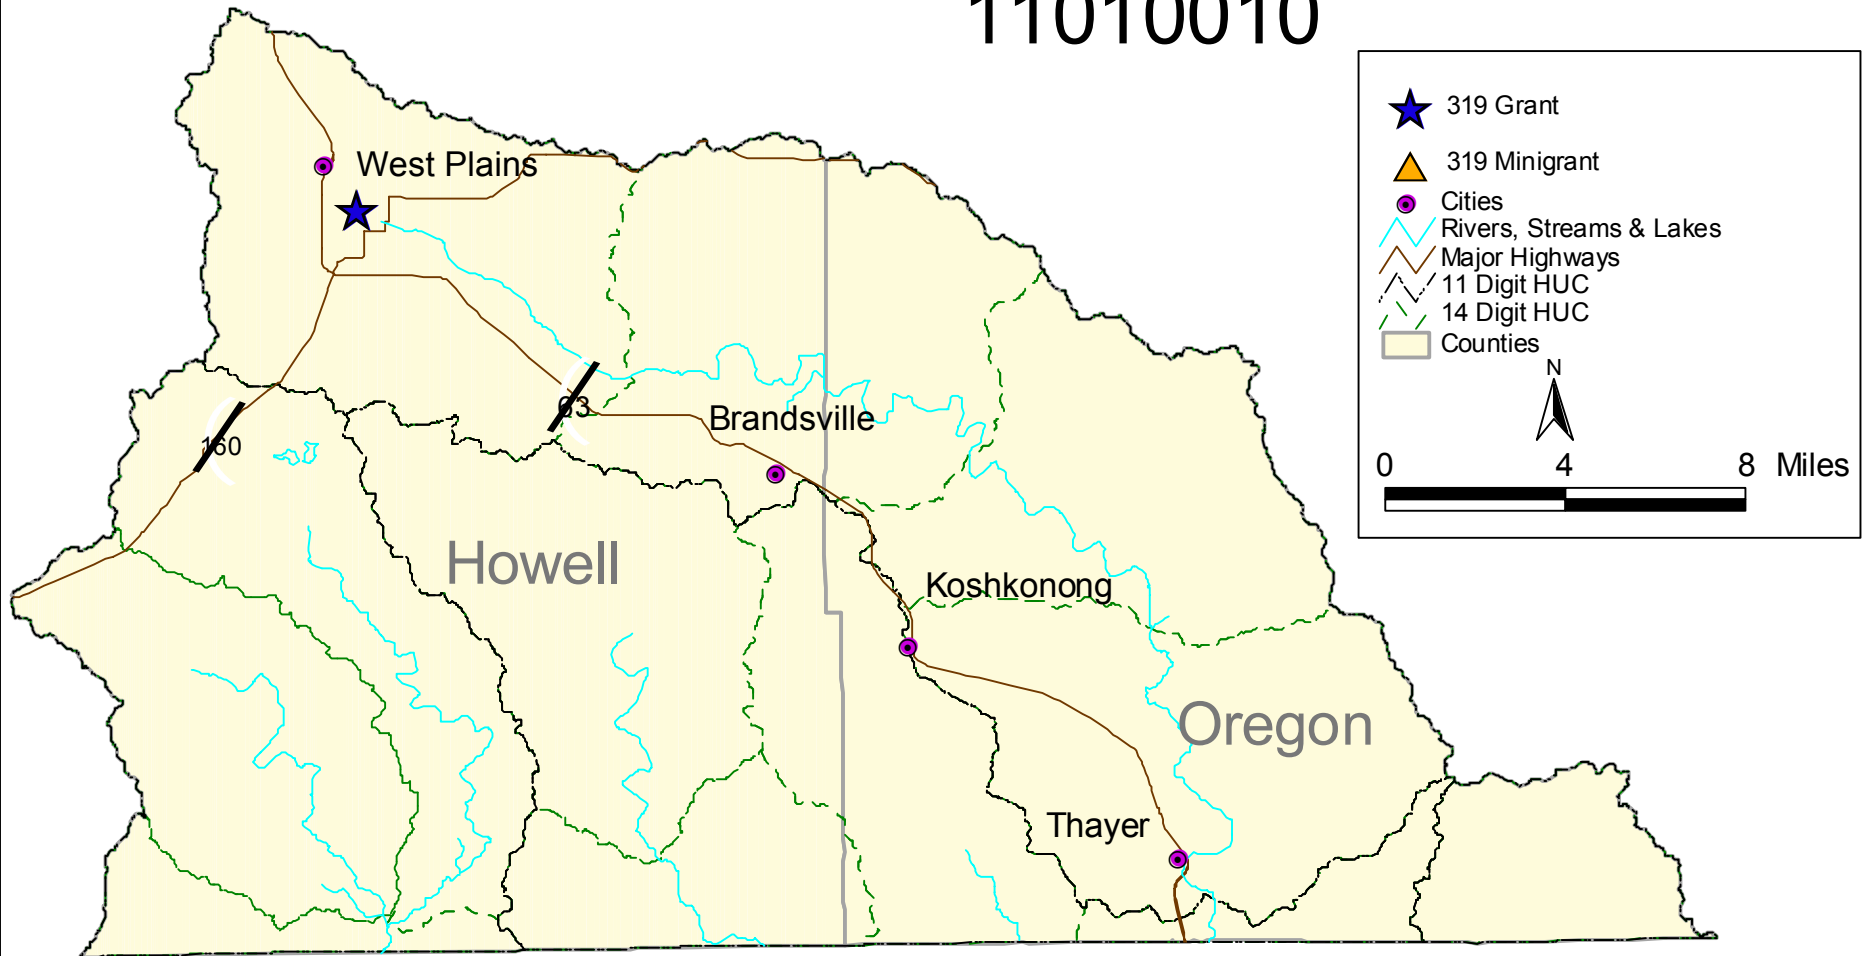 11010010
319 Grant
319 Minigrant
Cities
Rivers, Streams & Lakes
Major Highways
11 Digit HUC
14 Digit HUC
Counties
N
0 4 8 Miles
West Plains
63
Brandsville
160
Howell
Koshkonong
Oregon
Thayer